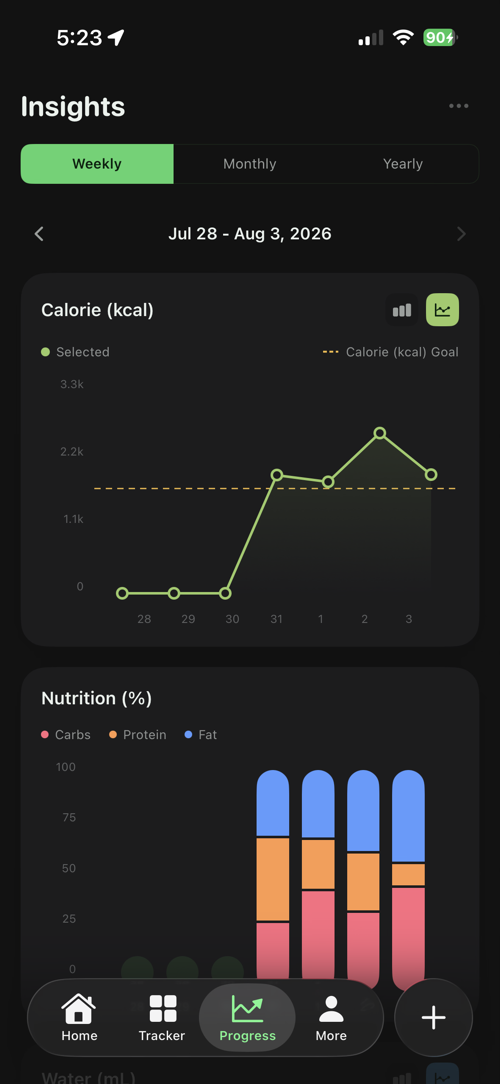 5:23
90
Insights
Weekly Monthly Yearly
Jul 28 - Aug 3, 2026
Calorie (kcal)
Selected Calorie (kcal) Goal
3.3k
2.2k
1.1k
0
28 29 30 31 1 2 3
Nutrition (%)
Carbs Protein Fat
100
75
50
25
0
Home Tracker Progress More
Water (mL)